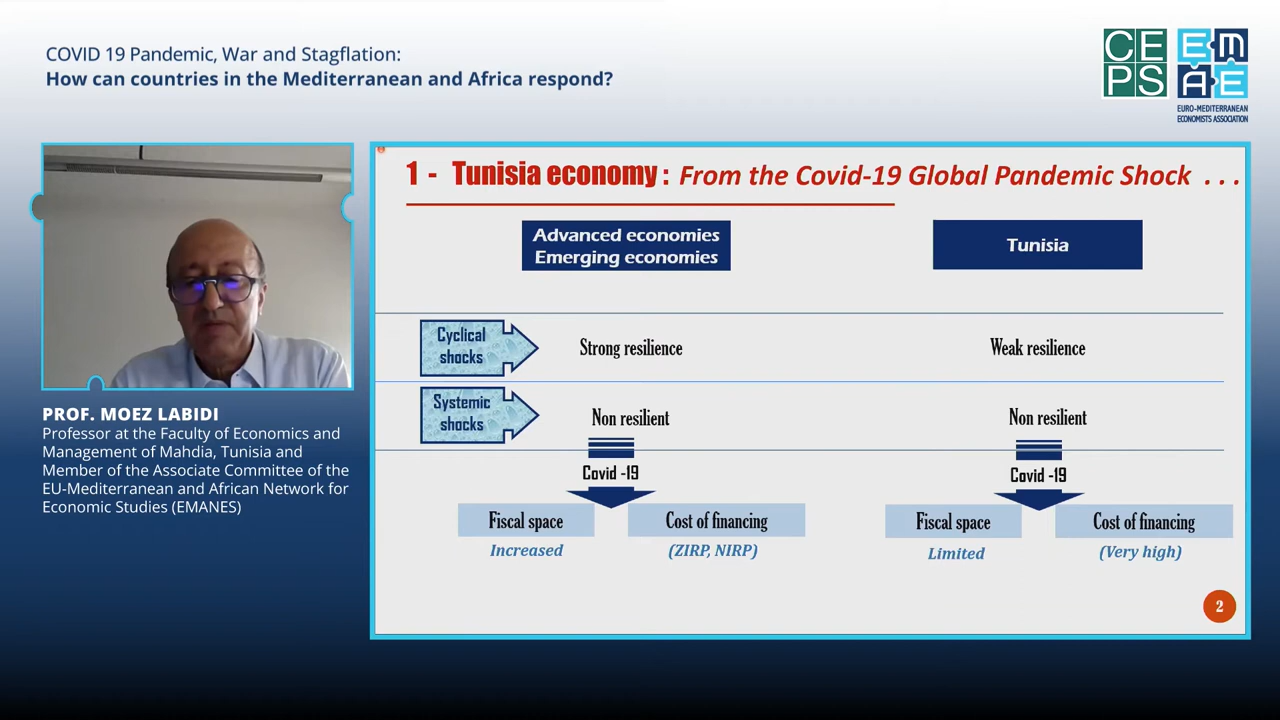 COVID 19 Pandemic, War and Stagflation:
How can countries in the Mediterranean and Africa respond?
CE
PS
EM
AE
EURO-MEDITERRANEAN
ECONOMISTS ASSOCIATION
PROF. MOEZ LABIDI
Professor at the Faculty of Economics and
Management of Mahdia, Tunisia and
Member of the Associate Committee of the
EU-Mediterranean and African Network for
Economic Studies (EMANES)
1 - Tunisia economy : From the Covid-19 Global Pandemic Shock . . .
Advanced economies
Emerging economies
Tunisia
Cyclical
shocks
Strong resilience
Weak resilience
Systemic
shocks
Non resilient
Non resilient
Covid -19
Covid -19
Fiscal space
Cost of financing
Fiscal space
Cost of financing
Increased
(ZIRP, NIRP)
Limited
(Very high)
2